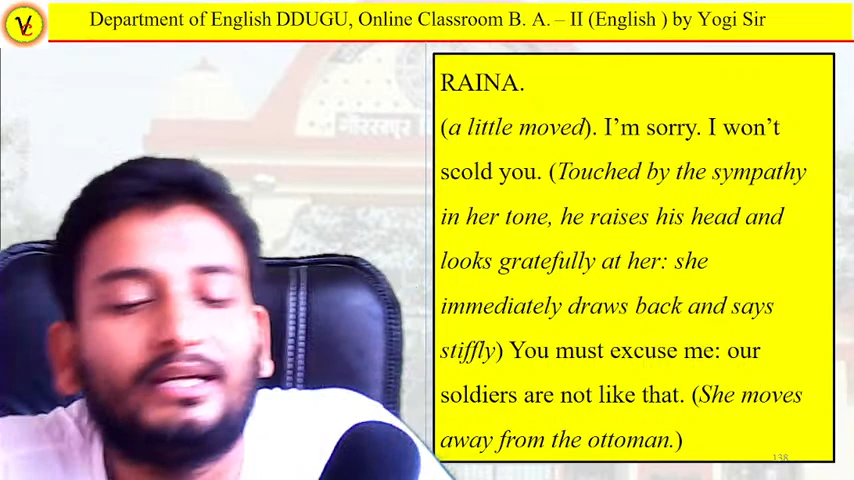 Department of English DDUGU, Online Classroom B. A. – II (English ) by Yogi Sir
RAINA.
(a little moved). I’m sorry. I won’t
scold you. (Touched by the sympathy
in her tone, he raises his head and
looks gratefully at her: she
immediately draws back and says
stiffly) You must excuse me: our
soldiers are not like that. (She moves
away from the ottoman.)
138